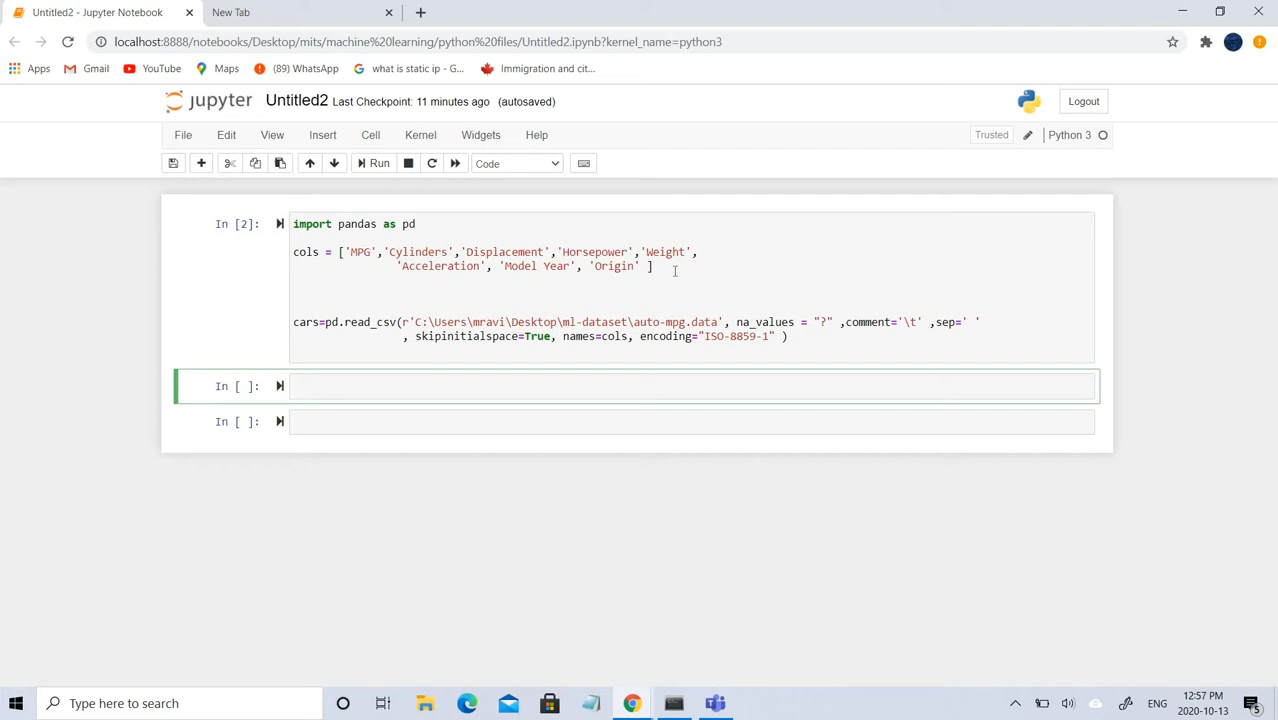 Untitled2 - Jupyter Notebook
New Tab
localhost:8888/notebooks/Desktop/mits/machine%20learning/python%20files/Untitled2.ipynb?kernel_name=python3
Apps Gmail YouTube Maps (89) WhatsApp what is static ip - G... Immigration and cit...
jupyter Untitled2 Last Checkpoint: 11 minutes ago (autosaved) Logout
File Edit View Insert Cell Kernel Widgets Help Trusted Python 3
Run Code
In [2]: import pandas as pd
cols = ['MPG','Cylinders','Displacement','Horsepower','Weight',
'Acceleration', 'Model Year', 'Origin' ]
cars=pd.read_csv(r'C:\Users\mravi\Desktop\ml-dataset\auto-mpg.data', na_values = "?" ,comment='\t' ,sep=' '
, skipinitialspace=True, names=cols, encoding="ISO-8859-1" )
In [ ]:
In [ ]:
Type here to search
ENG
12:57 PM
2020-10-13
5